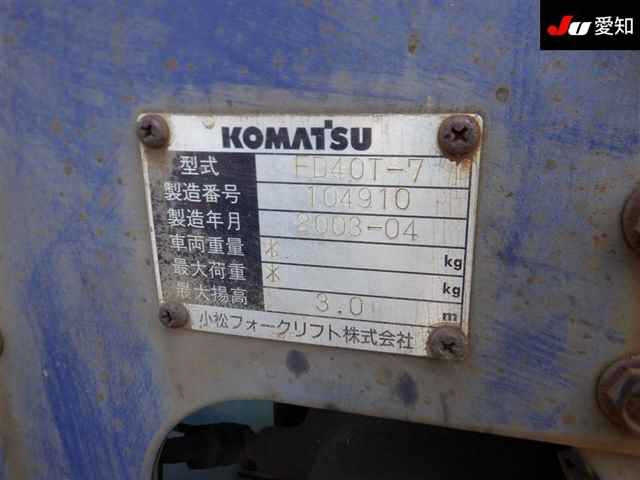 JU 愛知
KOMATSU
型式 FD40T-7
製造番号 104910
製造年月 2003-04
車両重量 * kg
最大荷重 * kg
最大揚高 3.0 m
小松フォークリフト株式会社